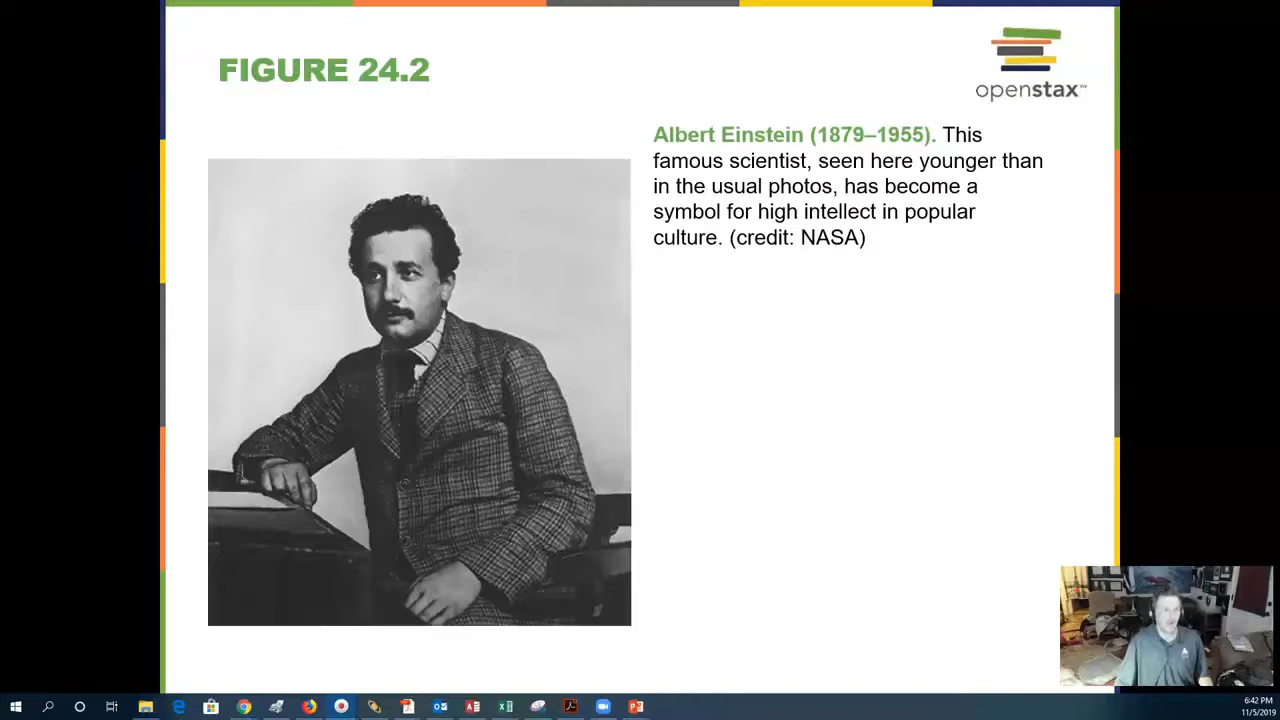 FIGURE 24.2
openstax™
Albert Einstein (1879–1955). This
famous scientist, seen here younger than
in the usual photos, has become a
symbol for high intellect in popular
culture. (credit: NASA)
6:42 PM
11/5/2019